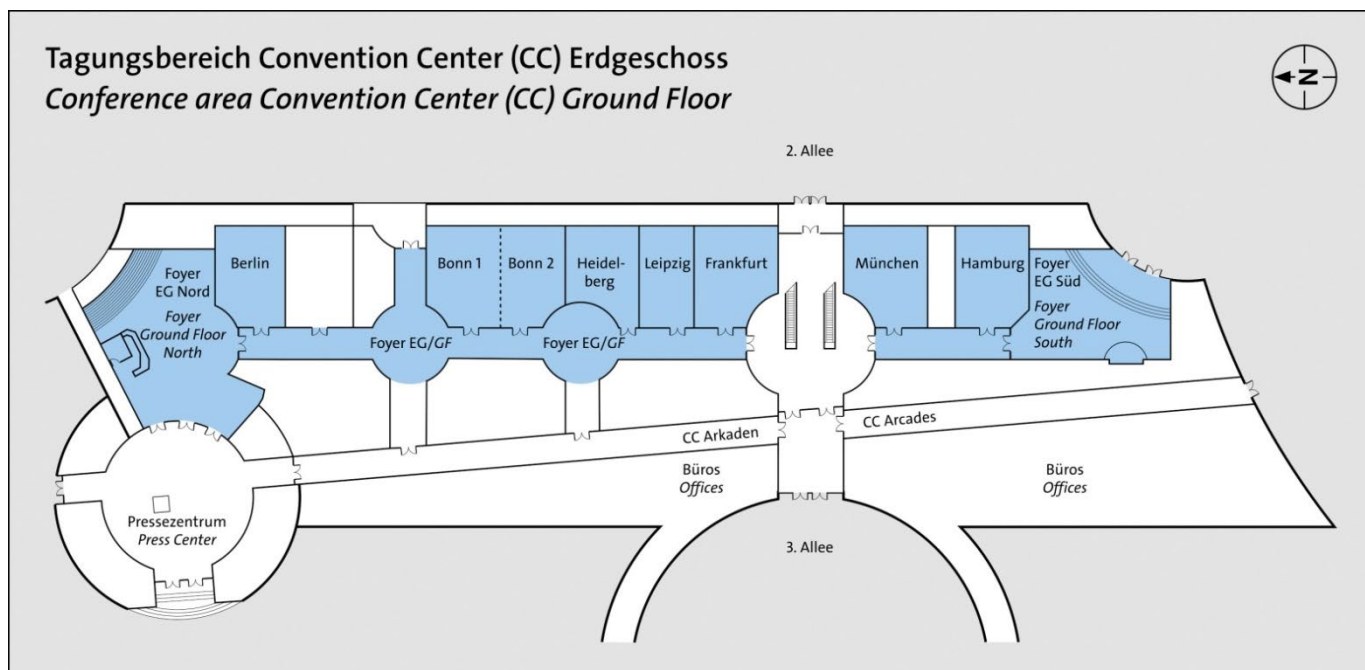 Tagungsbereich Convention Center (CC) Erdgeschoss
Conference area Convention Center (CC) Ground Floor
N
2. Allee
Foyer
EG Nord
Foyer
Ground Floor
North
Berlin
Bonn 1
Bonn 2
Heidel-
berg
Leipzig
Frankfurt
München
Hamburg
Foyer
EG Süd
Foyer
Ground Floor
South
Foyer EG/GF
Foyer EG/GF
CC Arkaden
CC Arcades
Büros
Offices
Büros
Offices
Pressezentrum
Press Center
3. Allee